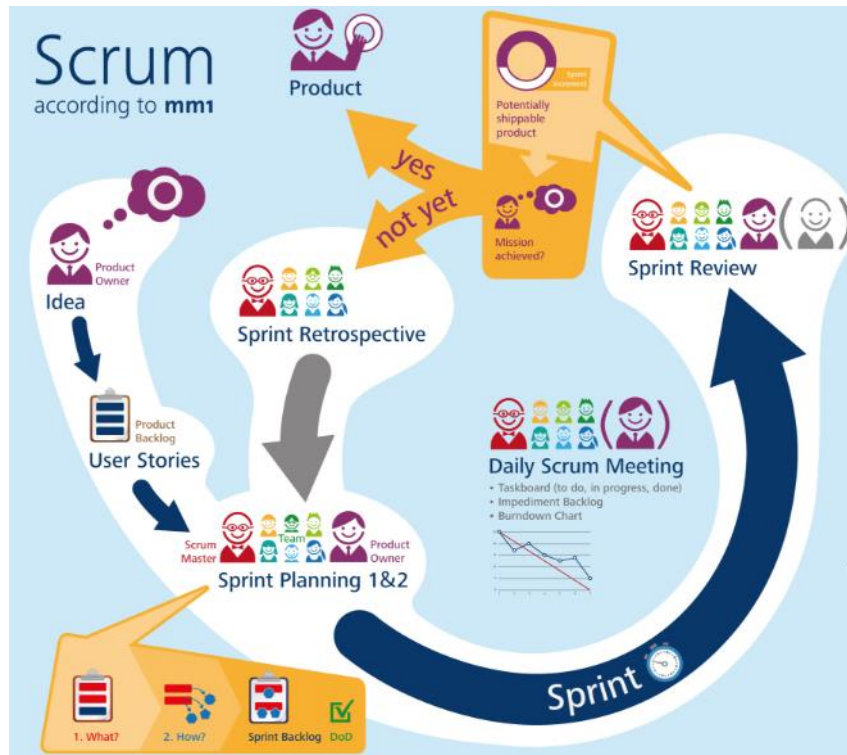 Scrum
according to mm1
Product
Sprint
Increment
Potentially
shippable
product
yes
not yet
Mission
achieved?
Product
Owner
Idea
Sprint Retrospective
Sprint Review
Product
Backlog
User Stories
Daily Scrum Meeting
• Taskboard (to do, in progress, done)
• Impediment Backlog
• Burndown Chart
Scrum
Master
Team
Product
Owner
Sprint Planning 1&2
Sprint
1. What?
2. How?
Sprint Backlog
DoD